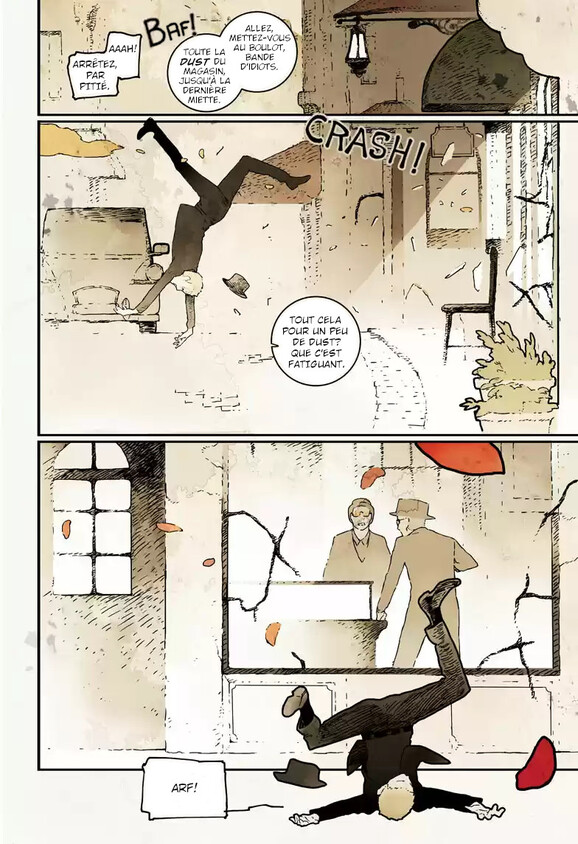 AAAH!
ARRÊTEZ,
PAR
PITIÉ.
BAF!
TOUTE LA
DUST DU
MAGASIN,
JUSQU'À LA
DERNIÈRE
MIETTE.
ALLEZ,
METTEZ-VOUS
AU BOULOT,
BANDE
D'IDIOTS.
CRASH!
TOUT CELA
POUR UN PEU
DE DUST?
QUE C'EST
FATIGUANT.
ARF!